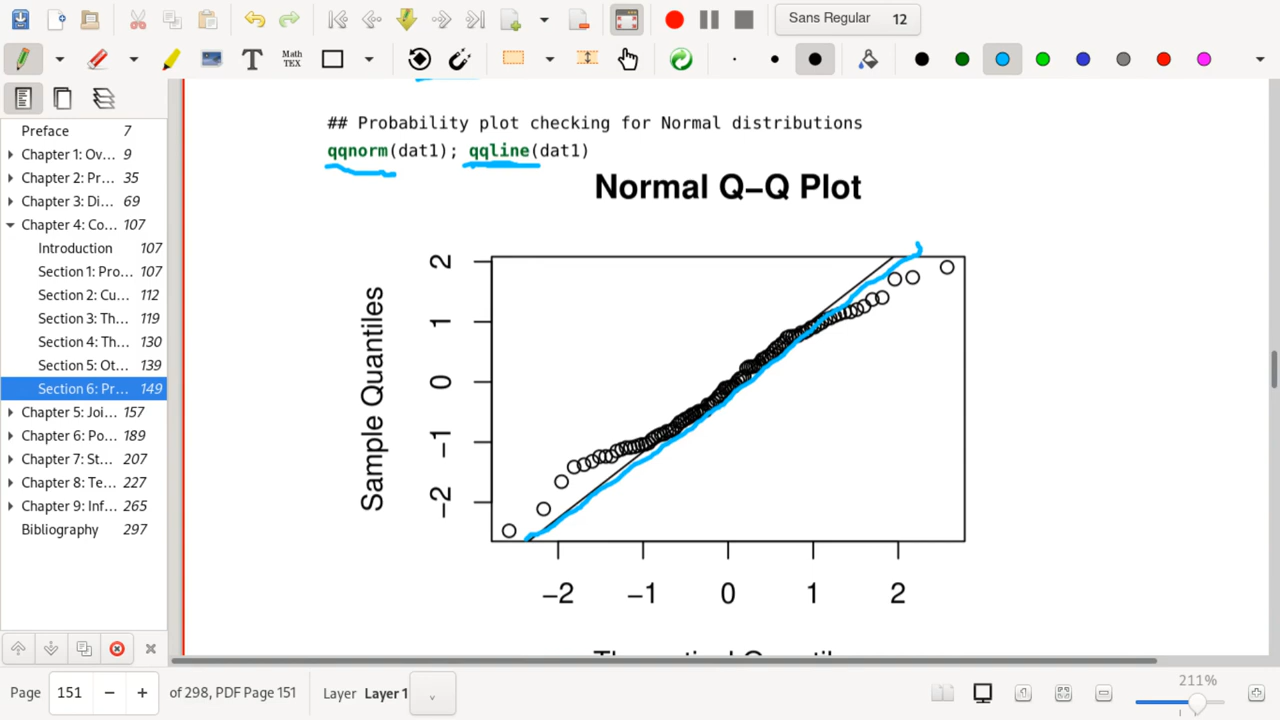 Sans Regular 12
T Math TEX
Preface 7
Chapter 1: Ov... 9
Chapter 2: Pr... 35
Chapter 3: Di... 69
Chapter 4: Co... 107
Introduction 107
Section 1: Pro... 107
Section 2: Cu... 112
Section 3: Th... 119
Section 4: Th... 130
Section 5: Ot... 139
Section 6: Pr... 149
Chapter 5: Joi... 157
Chapter 6: Po... 189
Chapter 7: St... 207
Chapter 8: Te... 227
Chapter 9: Inf... 265
Bibliography 297
## Probability plot checking for Normal distributions
qqnorm(dat1); qqline(dat1)
Normal Q–Q Plot
Sample Quantiles
2
1
0
−1
−2
−2 −1 0 1 2
Page 151 of 298, PDF Page 151 Layer Layer 1 211%